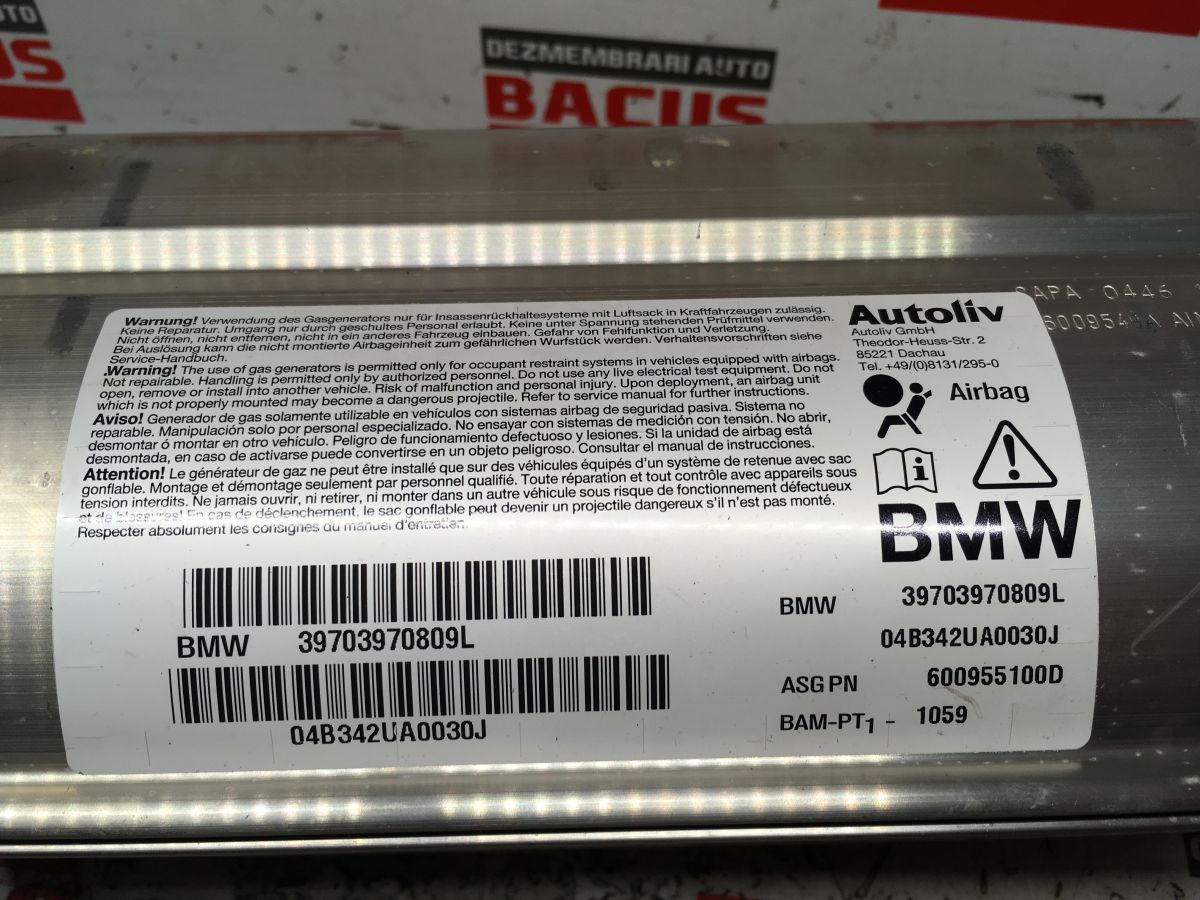 AUTO
US
DEZMEMBRARI AUTO
BACUS
SAPA 0446
Warnung! Verwendung des Gasgenerators nur für Insassenrückhaltesysteme mit Luftsack in Kraftfahrzeugen zulässig.
Keine Reparatur. Umgang nur durch geschultes Personal erlaubt. Keine unter Spannung stehenden Prüfmittel verwenden.
Nicht öffnen, nicht entfernen, nicht in ein anderes Fahrzeug einbauen. Gefahr von Fehlfunktion und Verletzung.
Bei Auslösung kann die nicht montierte Airbageinheit zum gefährlichen Wurfstück werden. Verhaltensvorschriften siehe
Service-Handbuch.
Warning! The use of gas generators is permitted only for occupant restraint systems in vehicles equipped with airbags.
Not repairable. Handling is permitted only by authorized personnel. Do not use any live electrical test equipment. Do not
open, remove or install into another vehicle. Risk of malfunction and personal injury. Upon deployment, an airbag unit
which is not properly mounted may become a dangerous projectile. Refer to service manual for further instructions.
Aviso! Generador de gas solamente utilizable en vehículos con sistemas airbag de seguridad pasiva. Sistema no
reparable. Manipulación solo por personal especializado. No ensayar con sistemas de medición con tensión. No abrir,
desmontar ó montar en otro vehículo. Peligro de funcionamiento defectuoso y lesiones. Si la unidad de airbag está
desmontada, en caso de activarse puede convertirse en un objeto peligroso. Consultar el manual de instrucciones.
Attention! Le générateur de gaz ne peut être installé que sur des véhicules équipés d'un système de retenue avec sac
gonflable. Montage et démontage seulement par personnel qualifié. Toute réparation et tout contrôle avec appareils sous
tension interdits. Ne jamais ouvrir, ni retirer, ni monter dans un autre véhicule sous risque de fonctionnement défectueux
et de blessures! En cas de déclenchement, le sac gonflable peut devenir un projectile dangereux s'il n'est pas monté.
Respecter absolument les consignes du manuel d'entretien.
Autoliv
Autoliv GmbH
Theodor-Heuss-Str. 2
85221 Dachau
Tel. +49/(0)8131/295-0
Airbag
BMW
BMW 39703970809L
04B342UA0030J
BMW 39703970809L
04B342UA0030J
ASG PN 600955100D
BAM-PT1 - 1059